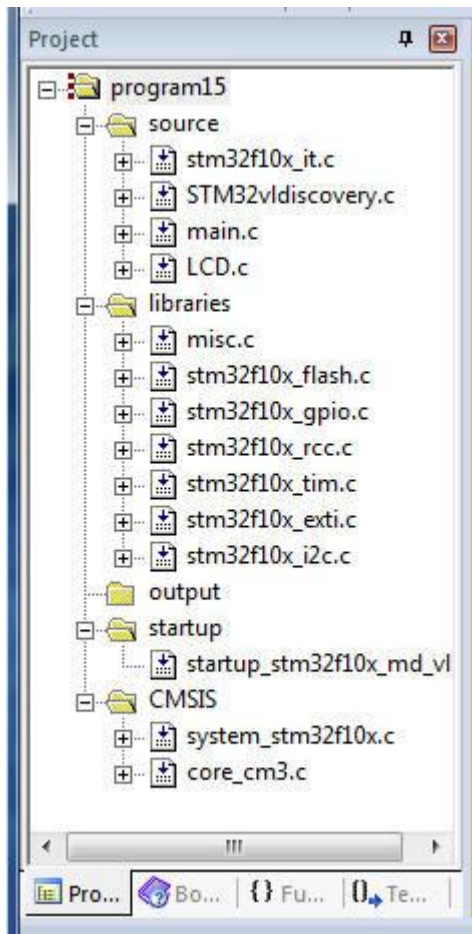 Project
program15
source
stm32f10x_it.c
STM32vldiscovery.c
main.c
LCD.c
libraries
misc.c
stm32f10x_flash.c
stm32f10x_gpio.c
stm32f10x_rcc.c
stm32f10x_tim.c
stm32f10x_exti.c
stm32f10x_i2c.c
output
startup
startup_stm32f10x_md_vl
CMSIS
system_stm32f10x.c
core_cm3.c
Pro... Bo... {} Fu... 0 Te...